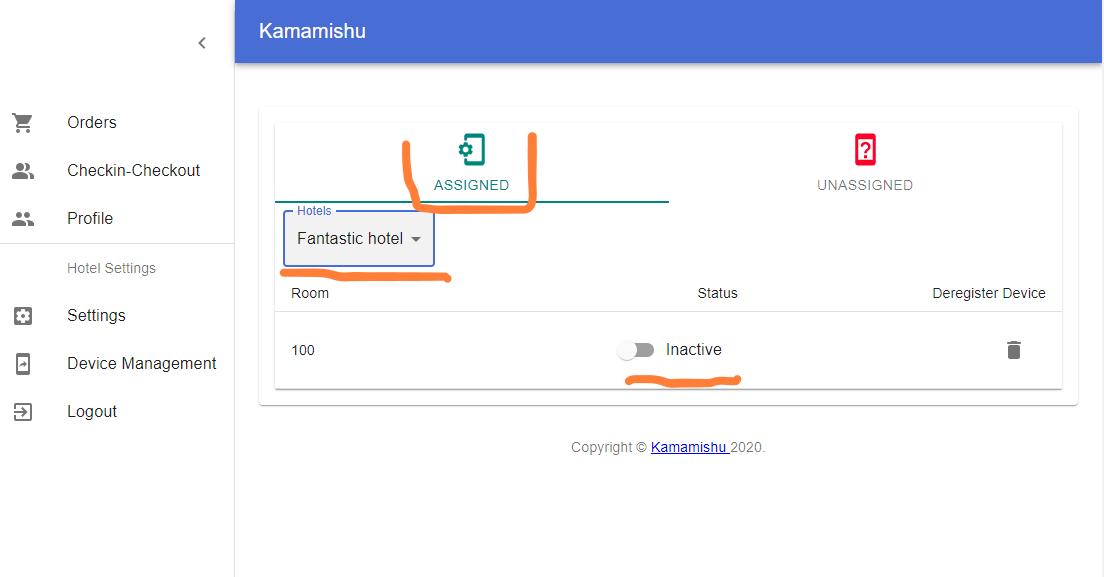 Kamamishu
Orders
Checkin-Checkout
Profile
Hotel Settings
Settings
Device Management
Logout
ASSIGNED
UNASSIGNED
Hotels
Fantastic hotel
Room Status Deregister Device
100 Inactive
Copyright © Kamamishu 2020.